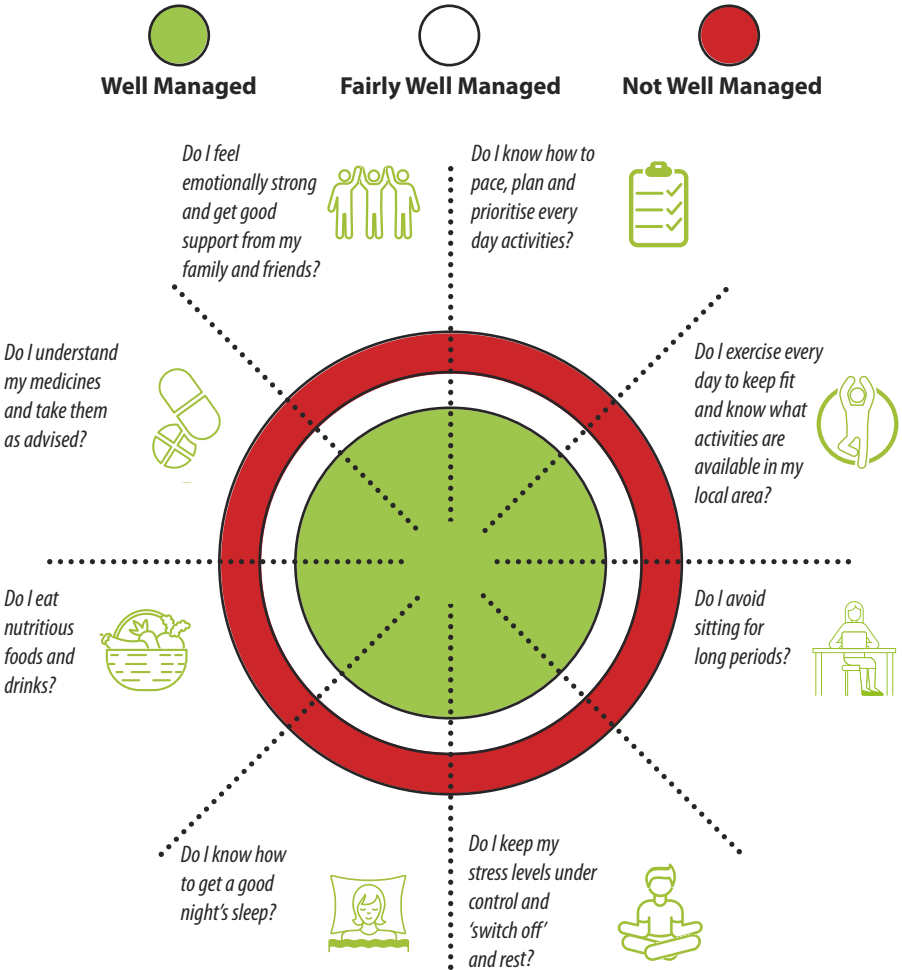 Well Managed
Fairly Well Managed
Not Well Managed
Do I feel
emotionally strong
and get good
support from my
family and friends?
Do I know how to
pace, plan and
prioritise every
day activities?
Do I understand
my medicines
and take them
as advised?
Do I exercise every
day to keep fit
and know what
activities are
available in my
local area?
Do I eat
nutritious
foods and
drinks?
Do I avoid
sitting for
long periods?
Do I know how
to get a good
night's sleep?
Do I keep my
stress levels under
control and
‘switch off’
and rest?